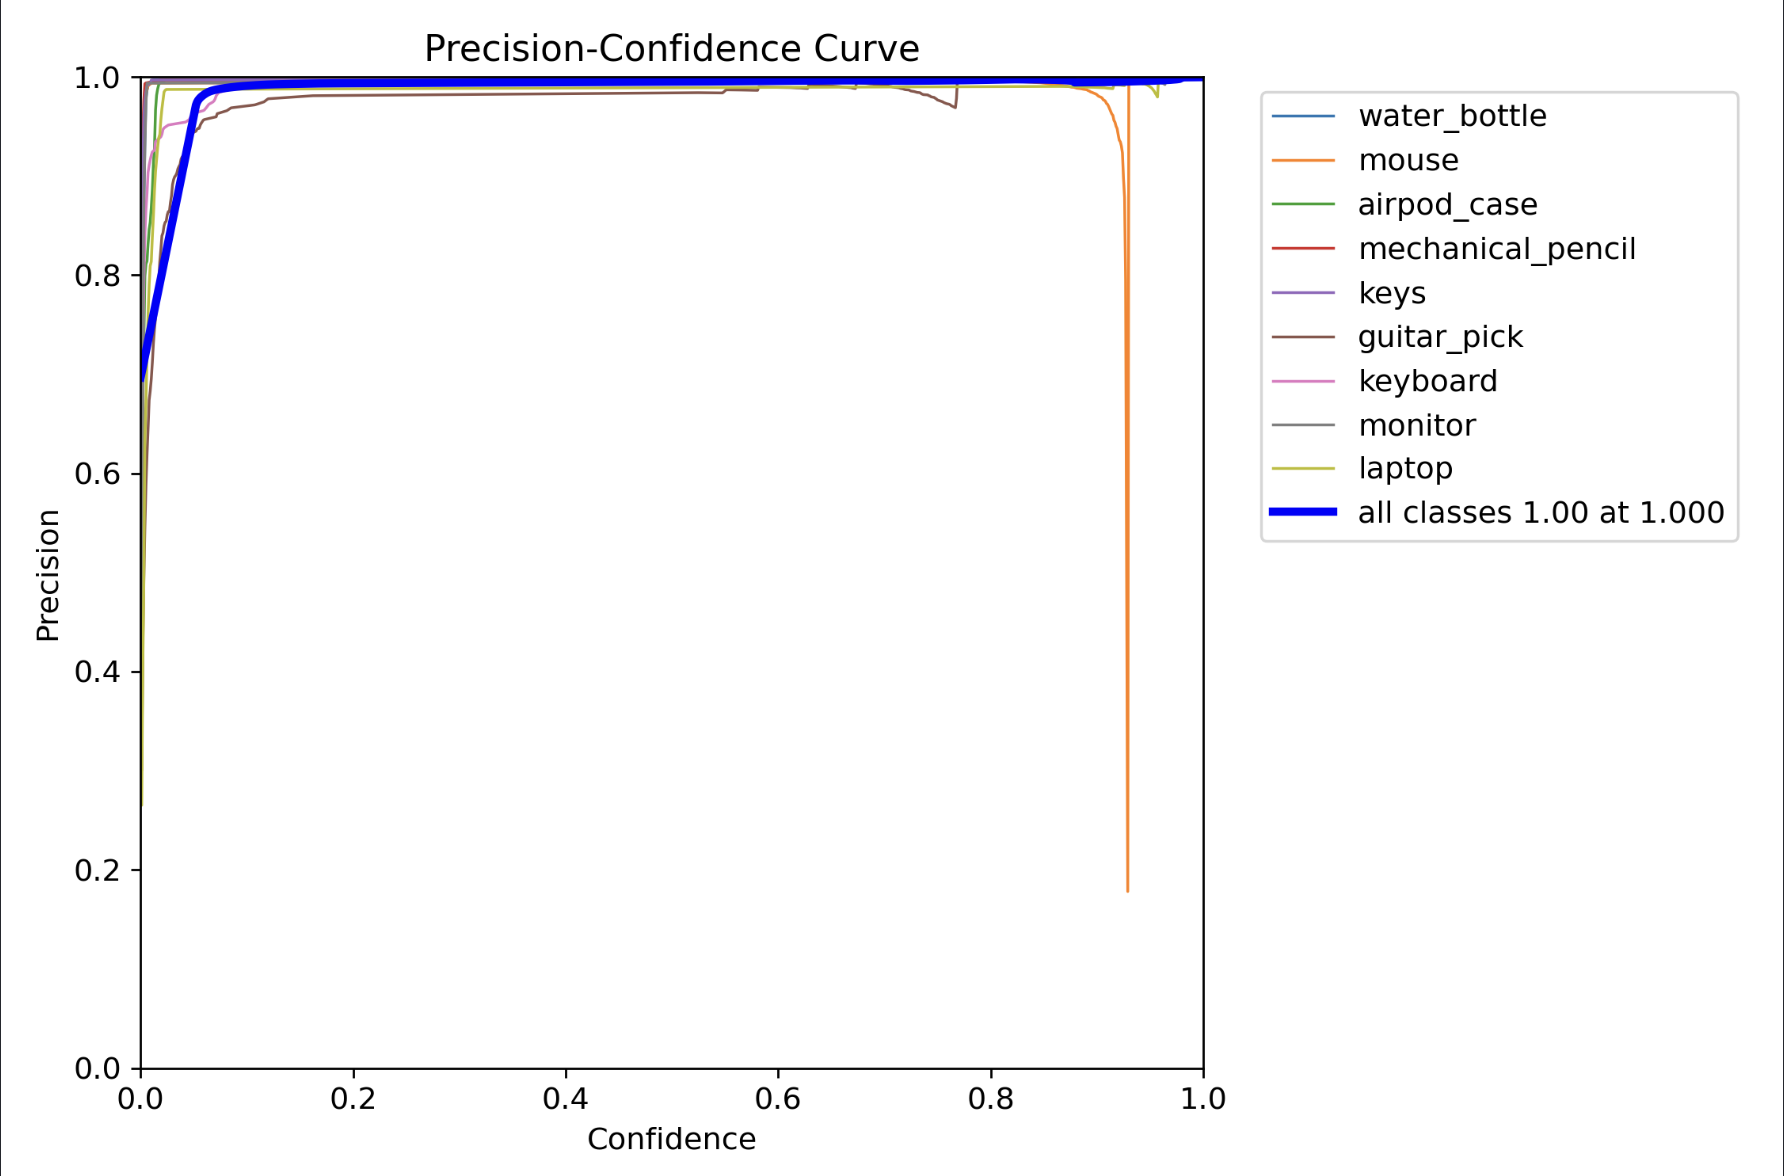 Precision-Confidence Curve
1.0
0.8
0.6
0.4
0.2
0.0
Precision
0.0 0.2 0.4 0.6 0.8 1.0
Confidence
water_bottle
mouse
airpod_case
mechanical_pencil
keys
guitar_pick
keyboard
monitor
laptop
all classes 1.00 at 1.000